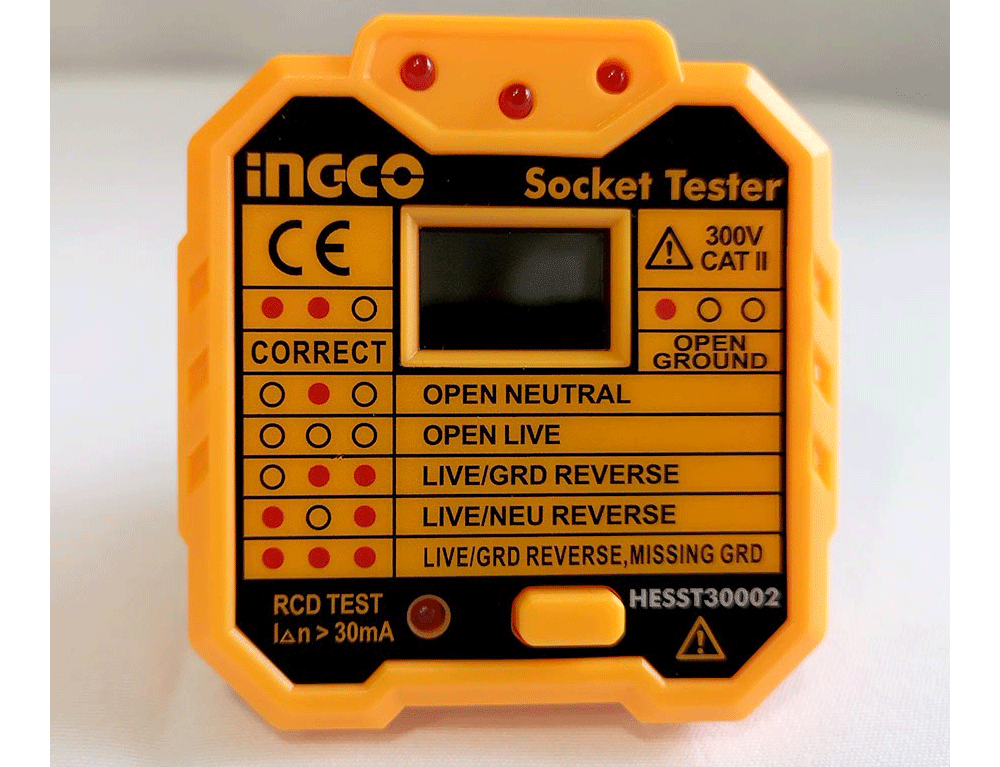 INGCO
Socket Tester
CE
300V
CAT II
CORRECT
OPEN
GROUND
OPEN NEUTRAL
OPEN LIVE
LIVE/GRD REVERSE
LIVE/NEU REVERSE
LIVE/GRD REVERSE,MISSING GRD
RCD TEST
I△n > 30mA
HESST30002